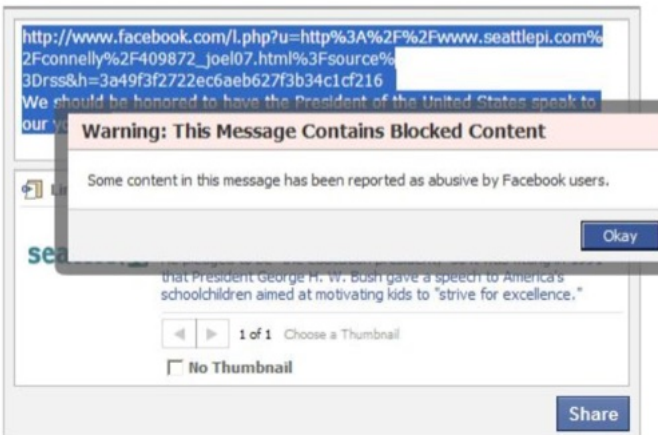 http://www.facebook.com/l.php?u=http%3A%2F%2Fwww.seattlepi.com%
2Fconnelly%2F409872_joel07.html%3Fsource%
3Drss&h=3a49f3f2722ec6aeb627f3b34c1cf216
We should be honored to have the President of the United States speak to
our
Warning: This Message Contains Blocked Content
Some content in this message has been reported as abusive by Facebook users.
Okay
sea
that President George H. W. Bush gave a speech to America's
schoolchildren aimed at motivating kids to "strive for excellence."
1 of 1 Choose a Thumbnail
No Thumbnail
Share